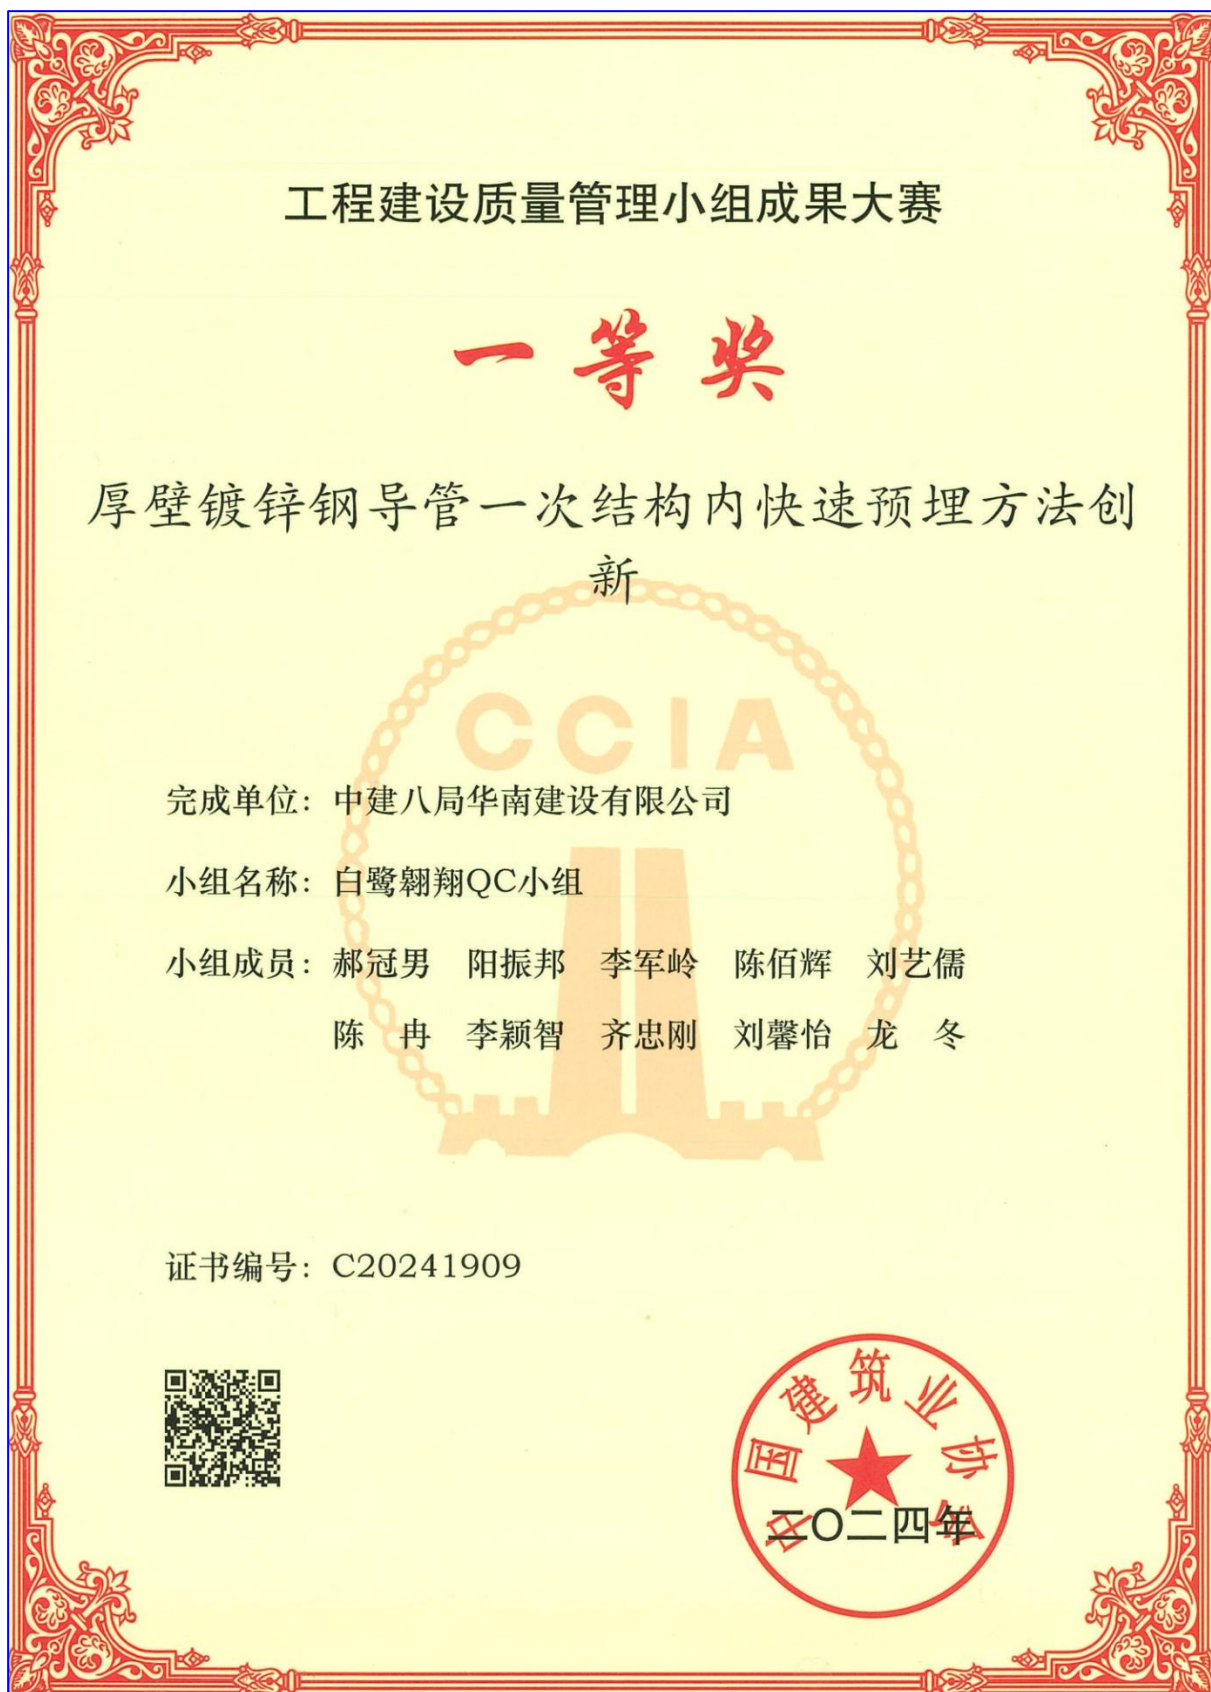 工程建设质量管理小组成果大赛
一等奖
厚壁镀锌钢导管一次结构内快速预埋方法创
新
CCIA
完成单位：中建八局华南建设有限公司
小组名称：白鹭翱翔QC小组
小组成员：郝冠男 阳振邦 李军岭 陈佰辉 刘艺儒
陈冉 李颖智 齐忠刚 刘馨怡 龙冬
证书编号：C20241909
中国建筑业协会
二〇二四年